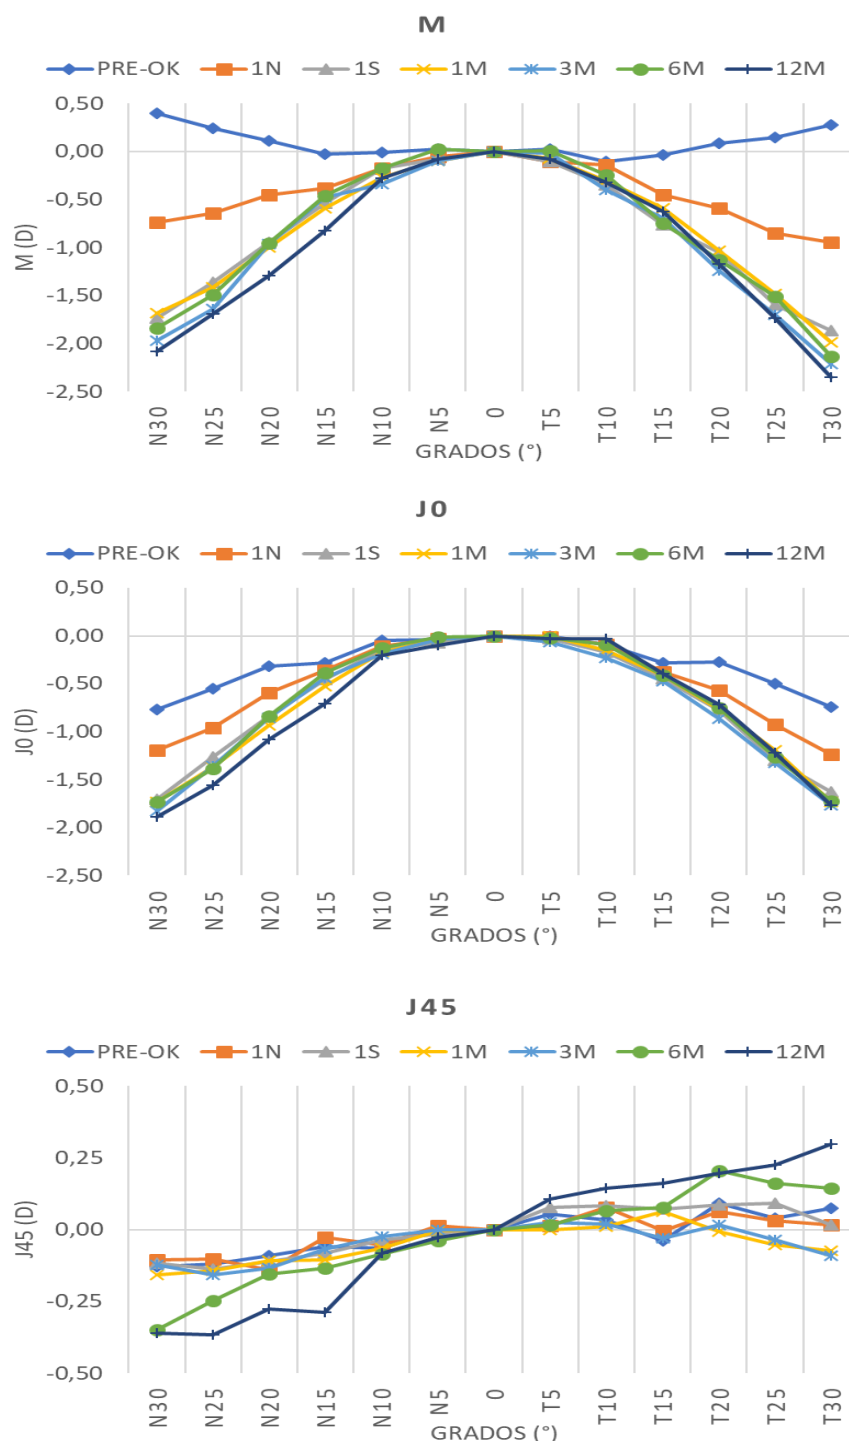 M
PRE-OK 1N 1S 1M 3M 6M 12M
0,50
0,00
-0,50
-1,00
-1,50
-2,00
-2,50
M (D)
N30 N25 N20 N15 N10 N5 0 T5 T10 T15 T20 T25 T30
GRADOS (°)
J0
PRE-OK 1N 1S 1M 3M 6M 12M
0,50
0,00
-0,50
-1,00
-1,50
-2,00
-2,50
J0 (D)
N30 N25 N20 N15 N10 N5 0 T5 T10 T15 T20 T25 T30
GRADOS (°)
J45
PRE-OK 1N 1S 1M 3M 6M 12M
0,50
0,25
0,00
-0,25
-0,50
J45 (D)
N30 N25 N20 N15 N10 N5 0 T5 T10 T15 T20 T25 T30
GRADOS (°)